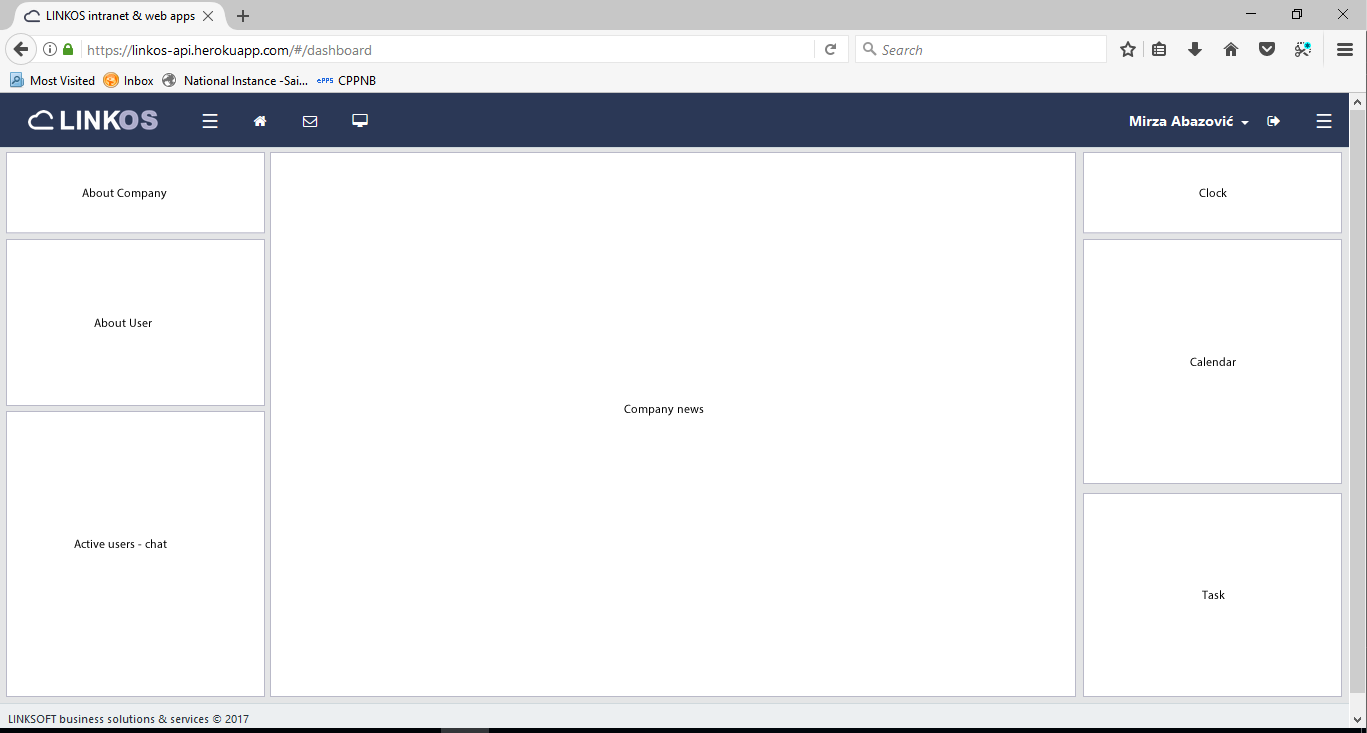 LINKOS intranet & web apps
https://linkos-api.herokuapp.com/#/dashboard
Search
Most Visited Inbox National Instance -Sai... ePPS CPPNB
LINKOS
Mirza Abazović
About Company
About User
Active users - chat
Company news
Clock
Calendar
Task
LINKSOFT business solutions & services © 2017